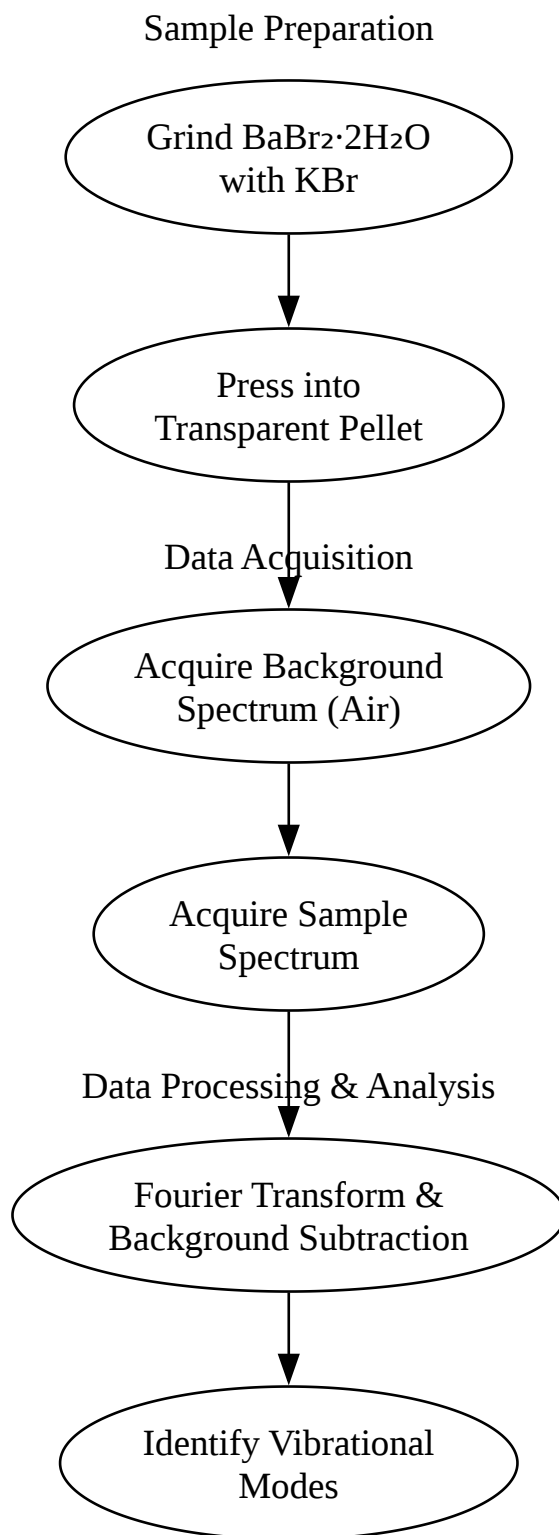 Sample Preparation
Grind BaBr₂·2H₂O
with KBr
Press into
Transparent Pellet
Data Acquisition
Acquire Background
Spectrum (Air)
Acquire Sample
Spectrum
Data Processing & Analysis
Fourier Transform &
Background Subtraction
Identify Vibrational
Modes